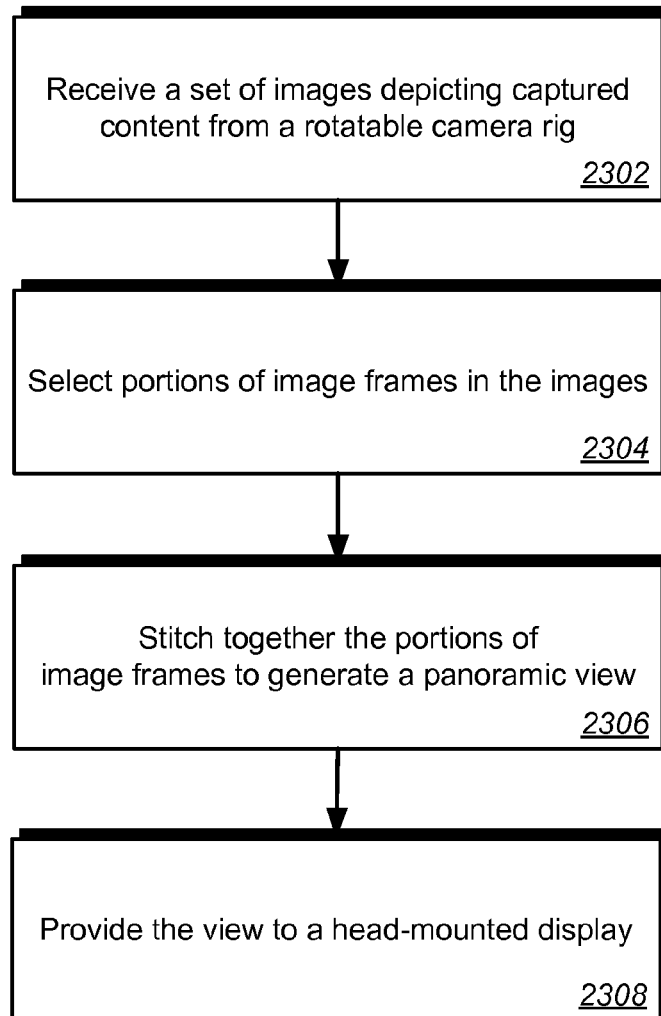 Receive a set of images depicting captured
content from a rotatable camera rig
2302
Select portions of image frames in the images
2304
Stitch together the portions of
image frames to generate a panoramic view
2306
Provide the view to a head-mounted display
2308